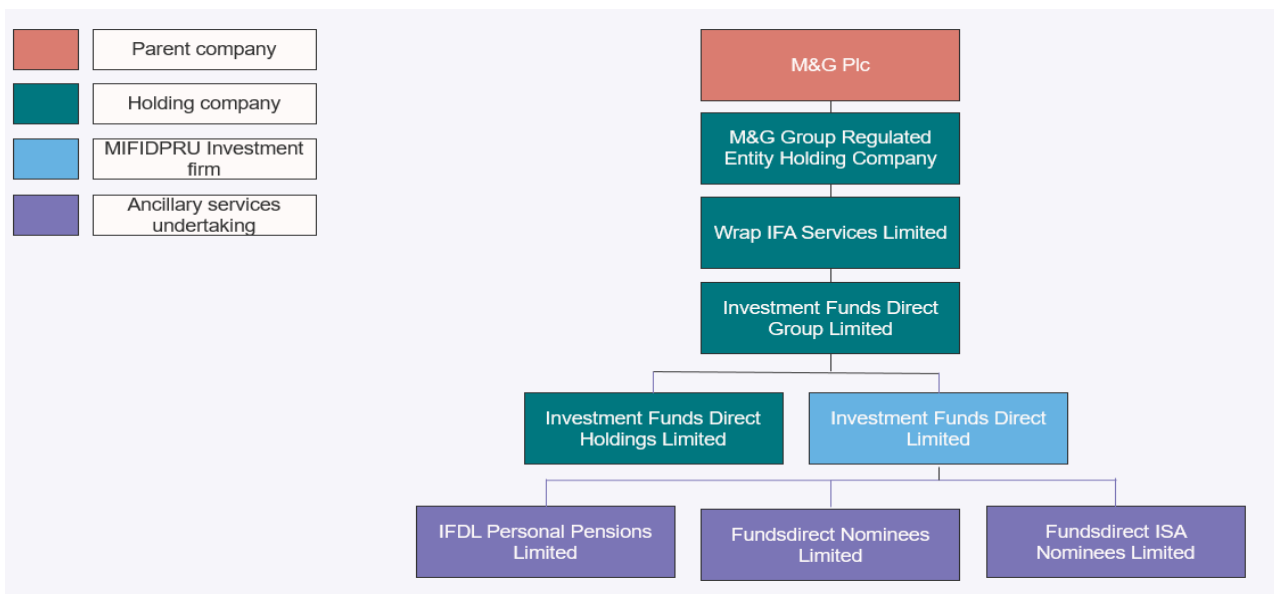 Parent company
Holding company
MIFIDPRU Investment
firm
Ancillary services
undertaking
M&G Plc
M&G Group Regulated
Entity Holding Company
Wrap IFA Services Limited
Investment Funds Direct
Group Limited
Investment Funds Direct
Holdings Limited
Investment Funds Direct
Limited
IFDL Personal Pensions
Limited
Fundsdirect Nominees
Limited
Fundsdirect ISA
Nominees Limited